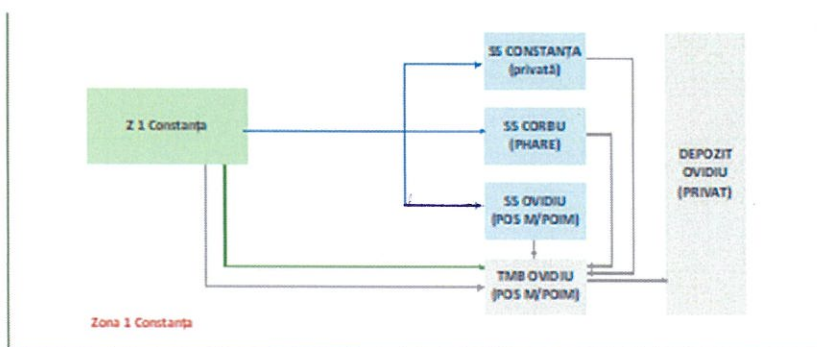 SS CONSTANȚA
(privată)
Z 1 Constanța
SS CORBU
(PHARE)
DEPOZIT
OVIDIU
(PRIVAT)
SS OVIDIU
(POS M/POIM)
TMB OVIDIU
(POS M/POIM)
Zona 1 Constanța